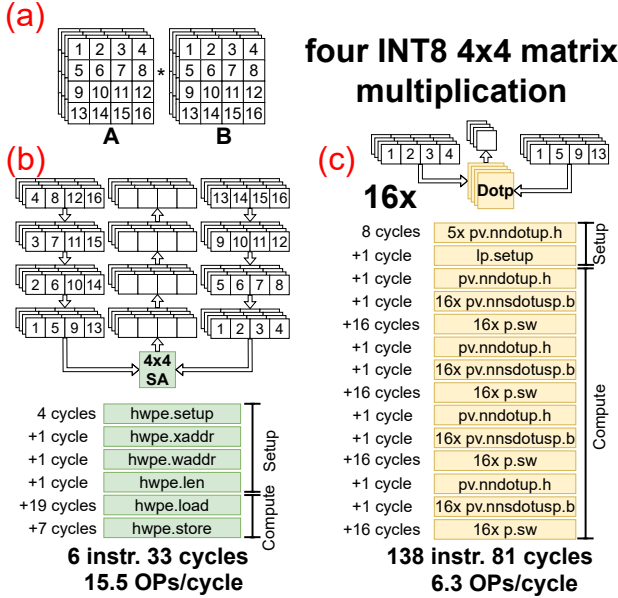 (a)
1 2 3 4
5 6 7 8
9 10 11 12
13 14 15 16
A
*
1 2 3 4
5 6 7 8
9 10 11 12
13 14 15 16
B
four INT8 4x4 matrix
multiplication
(b)
4 8 12 16
13 14 15 16
3 7 11 15
9 10 11 12
2 6 10 14
5 6 7 8
1 5 9 13
1 2 3 4
4x4
SA
4 cycles hwpe.setup
+1 cycle hwpe.xaddr
+1 cycle hwpe.waddr
+1 cycle hwpe.len
+19 cycles hwpe.load
+7 cycles hwpe.store
Setup
Compute
6 instr. 33 cycles
15.5 OPs/cycle
(c)
1 2 3 4
1 5 9 13
Dotp
16x
8 cycles 5x pv.nndotup.h
+1 cycle lp.setup
+1 cycle pv.nndotup.h
+1 cycle 16x pv.nnsdotusp.b
+16 cycles 16x p.sw
+1 cycle pv.nndotup.h
+1 cycle 16x pv.nnsdotusp.b
+16 cycles 16x p.sw
+1 cycle pv.nndotup.h
+1 cycle 16x pv.nnsdotusp.b
+16 cycles 16x p.sw
+1 cycle pv.nndotup.h
+1 cycle 16x pv.nnsdotusp.b
+16 cycles 16x p.sw
Setup
Compute
138 instr. 81 cycles
6.3 OPs/cycle